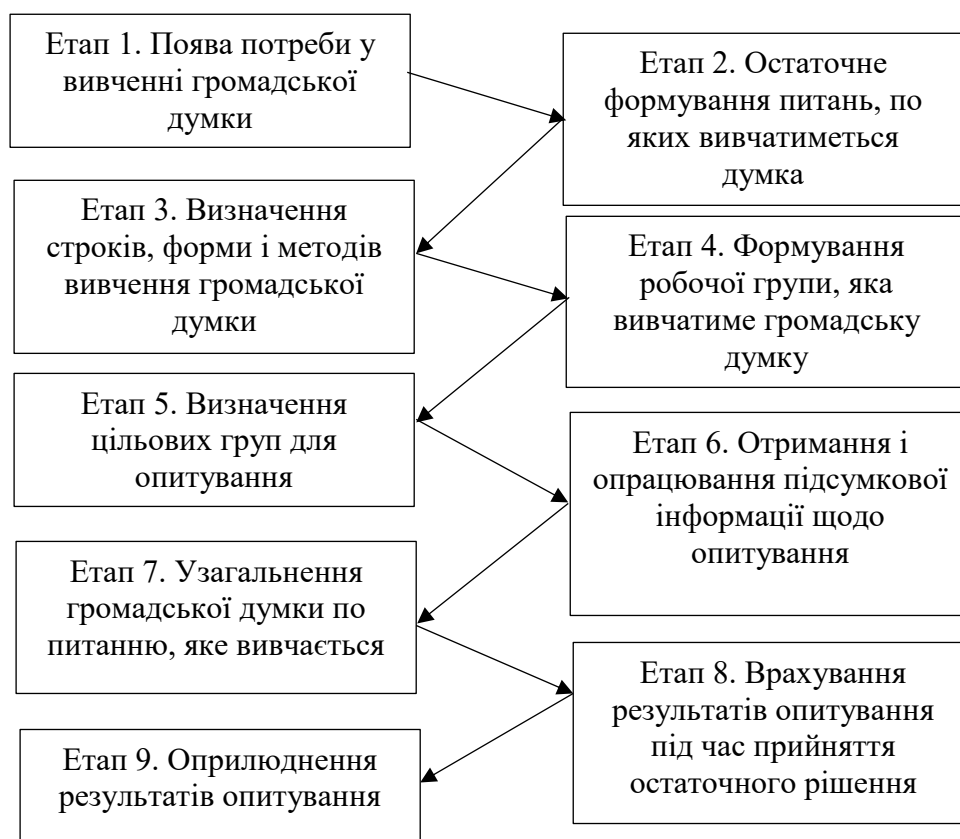 Етап 1. Поява потреби у
вивченні громадської
думки
Етап 2. Остаточне
формування питань, по
яких вивчатиметься
думка
Етап 3. Визначення
строків, форми і методів
вивчення громадської
думки
Етап 4. Формування
робочої групи, яка
вивчатиме громадську
думку
Етап 5. Визначення
цільових груп для
опитування
Етап 6. Отримання і
опрацювання підсумкової
інформації щодо
опитування
Етап 7. Узагальнення
громадської думки по
питанню, яке вивчається
Етап 8. Врахування
результатів опитування
під час прийняття
остаточного рішення
Етап 9. Оприлюднення
результатів опитування